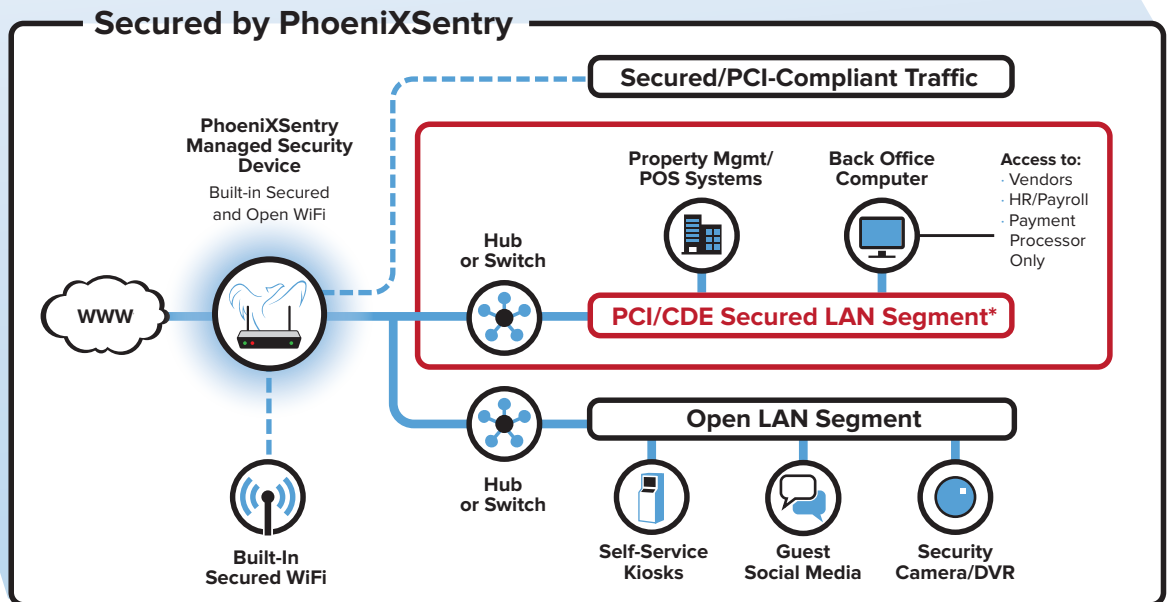 Secured by PhoeniXSentry
Secured/PCI-Compliant Traffic
PhoeniXSentry
Managed Security
Device
Built-in Secured
and Open WiFi
Property Mgmt/
POS Systems
Back Office
Computer
Access to:
· Vendors
· HR/Payroll
· Payment
Processor
Only
Hub
or Switch
WWW
PCI/CDE Secured LAN Segment*
Open LAN Segment
Hub
or Switch
Built-In
Secured WiFi
Self-Service
Kiosks
Guest
Social Media
Security
Camera/DVR